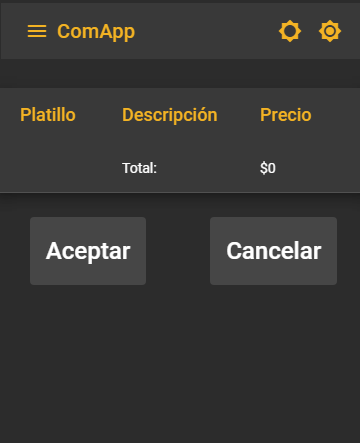 ComApp
Platillo Descripción Precio
Total: $0
Aceptar Cancelar